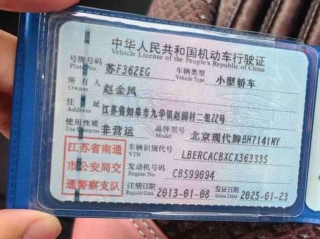 中华人民共和国机动车行驶证
Vehicle License of the People's Republic of China
号牌号码 Plate No. 苏F362EG 车辆类型 Vehicle Type 小型轿车
所有人 Owner 赵金凤
住址 江苏省如皋市九华镇赵园村二组22号
使用性质 Use Character 非营运 品牌型号 Model 北京现代牌BH7141MY
江苏省南通市公安局交通警察支队
车辆识别代号 VIN LBERCACBXCX363335
发动机号码 Engine No. CB599094
注册日期 2013-01-08 发证日期 2025-01-23